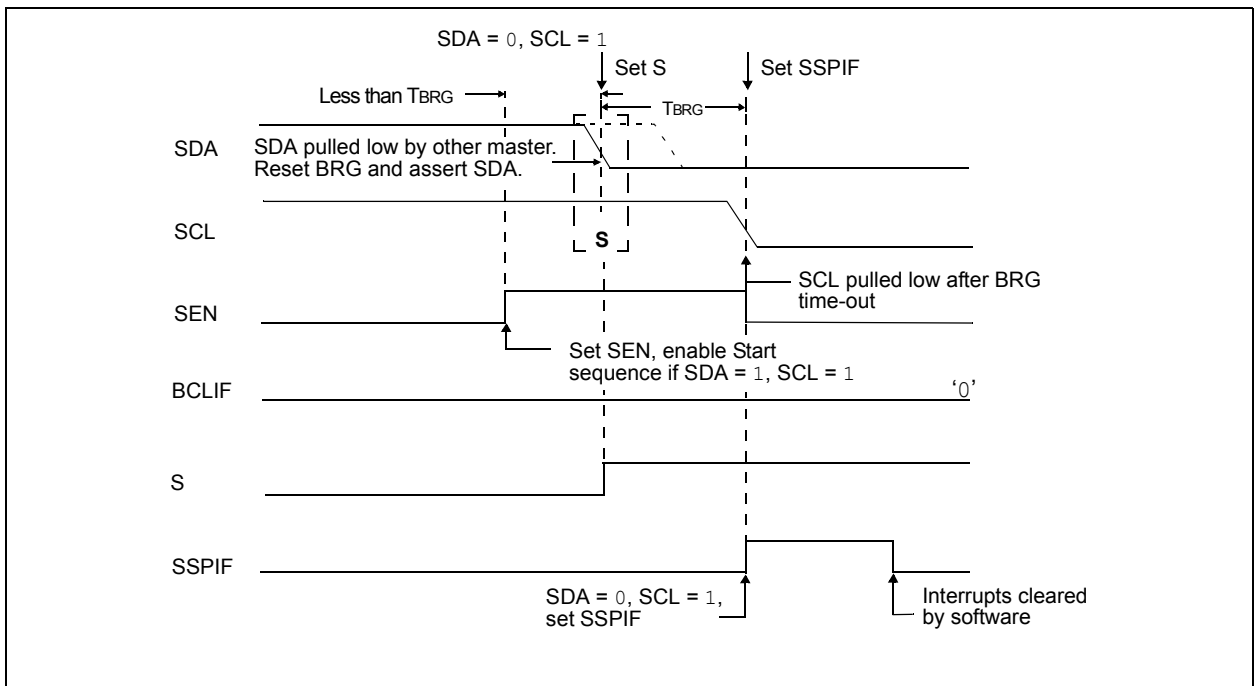 SDA = 0, SCL = 1
Set S
Set SSPIF
Less than TBRG
TBRG
SDA
SDA pulled low by other master.
Reset BRG and assert SDA.
SCL
S
SCL pulled low after BRG
time-out
SEN
Set SEN, enable Start
sequence if SDA = 1, SCL = 1
BCLIF
‘0’
S
SSPIF
SDA = 0, SCL = 1,
set SSPIF
Interrupts cleared
by software